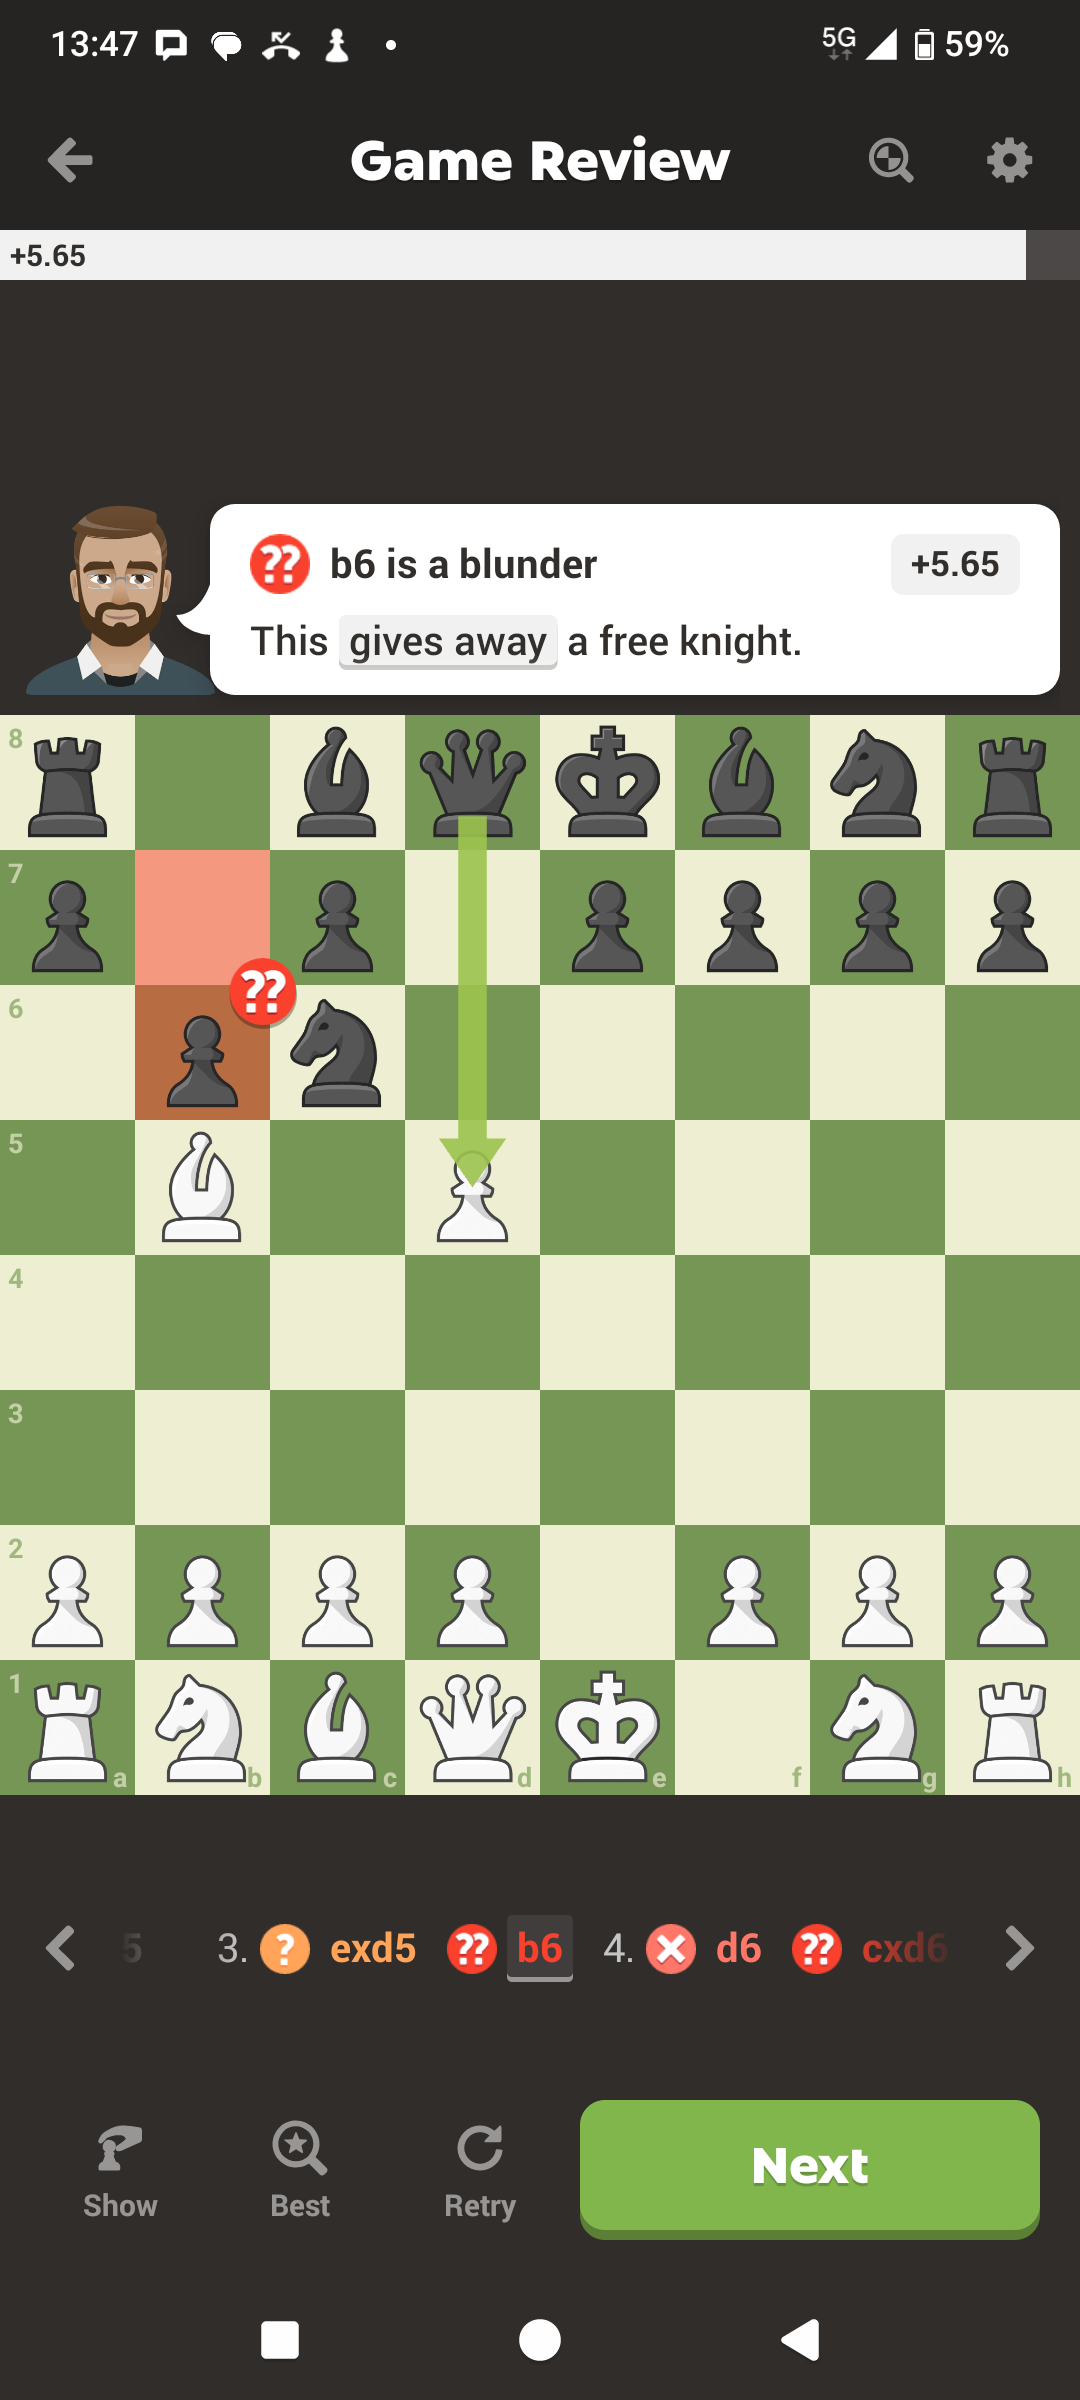 13:47 5G 59%
Game Review
+5.65
?? b6 is a blunder +5.65
This gives away a free knight.
8
7
??
6
5
4
3
2
1
a b c d e f g h
5 3. ? exd5 ?? b6 4. d6 ?? cxd6
Show Best Retry Next